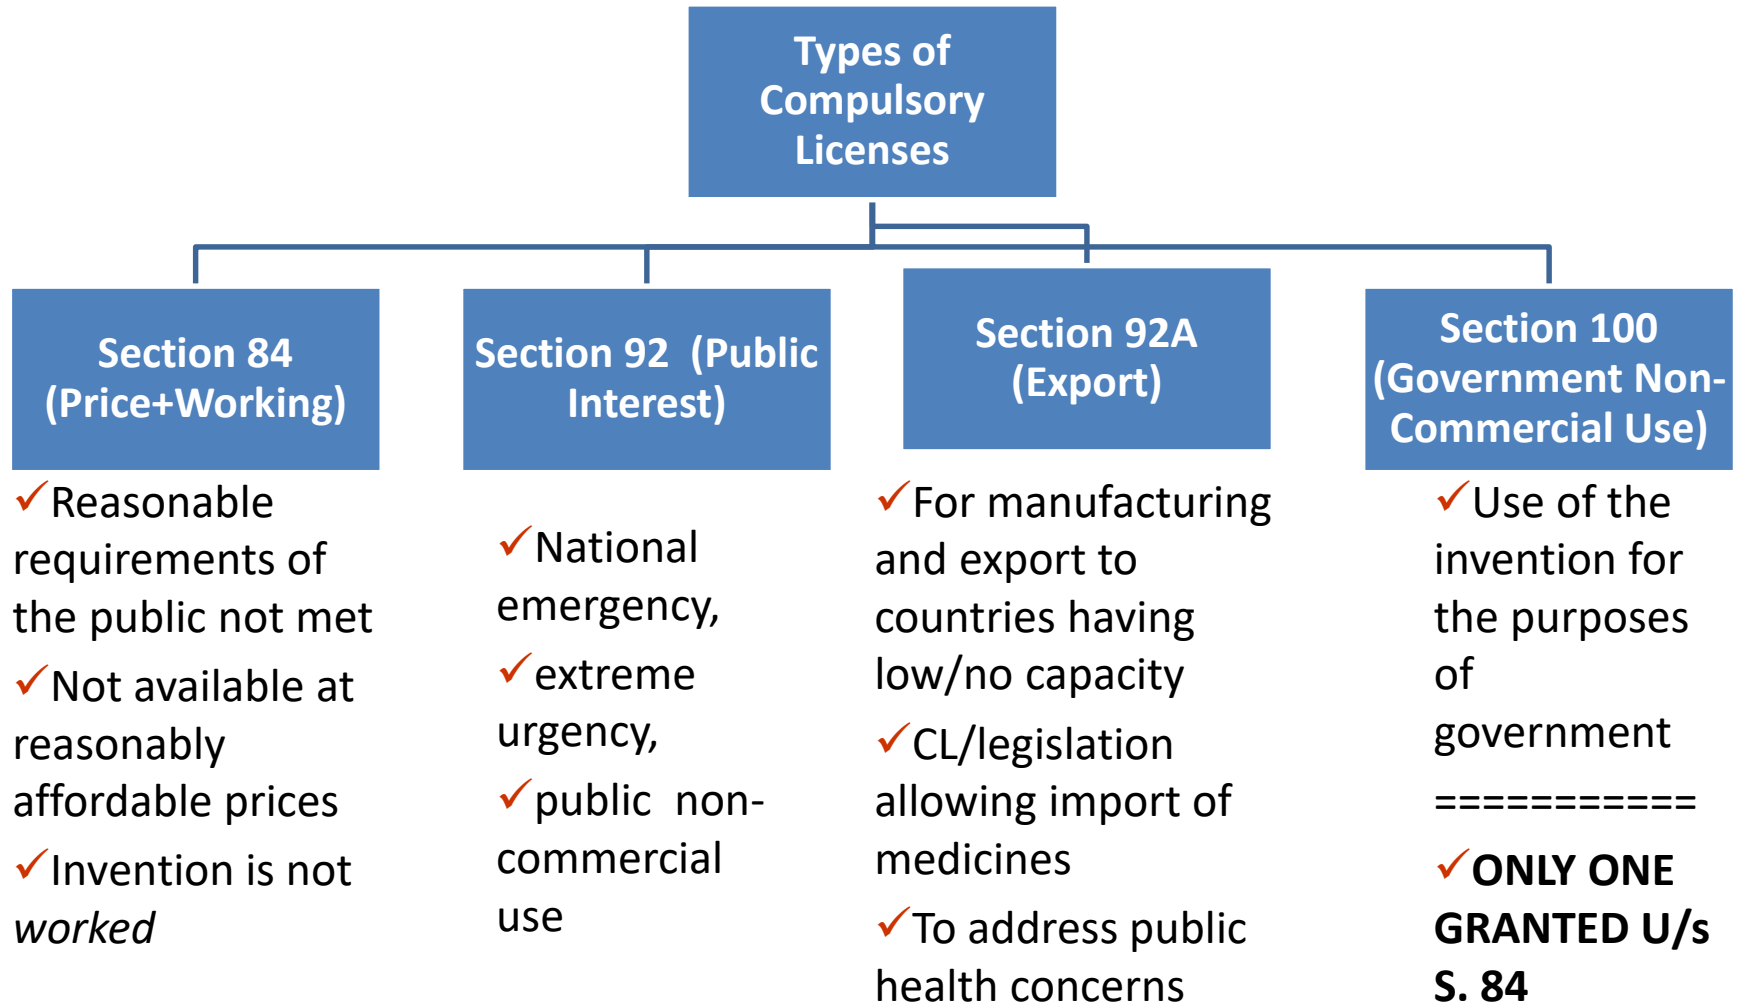 Types of
Compulsory
Licenses
Section 84
(Price+Working)
✓Reasonable
requirements of
the public not met
✓Not available at
reasonably
affordable prices
✓Invention is not
worked
Section 92  (Public
Interest)
✓National
emergency,
✓extreme
urgency,
✓public  non-
commercial
use
Section 92A
(Export)
✓For manufacturing
and export to
countries having
low/no capacity
✓CL/legislation
allowing import of
medicines
✓To address public
health concerns
Section 100
(Government Non-
Commercial Use)
✓Use of the
invention for
the purposes
of
government
===========
✓ONLY ONE
GRANTED U/s
S. 84